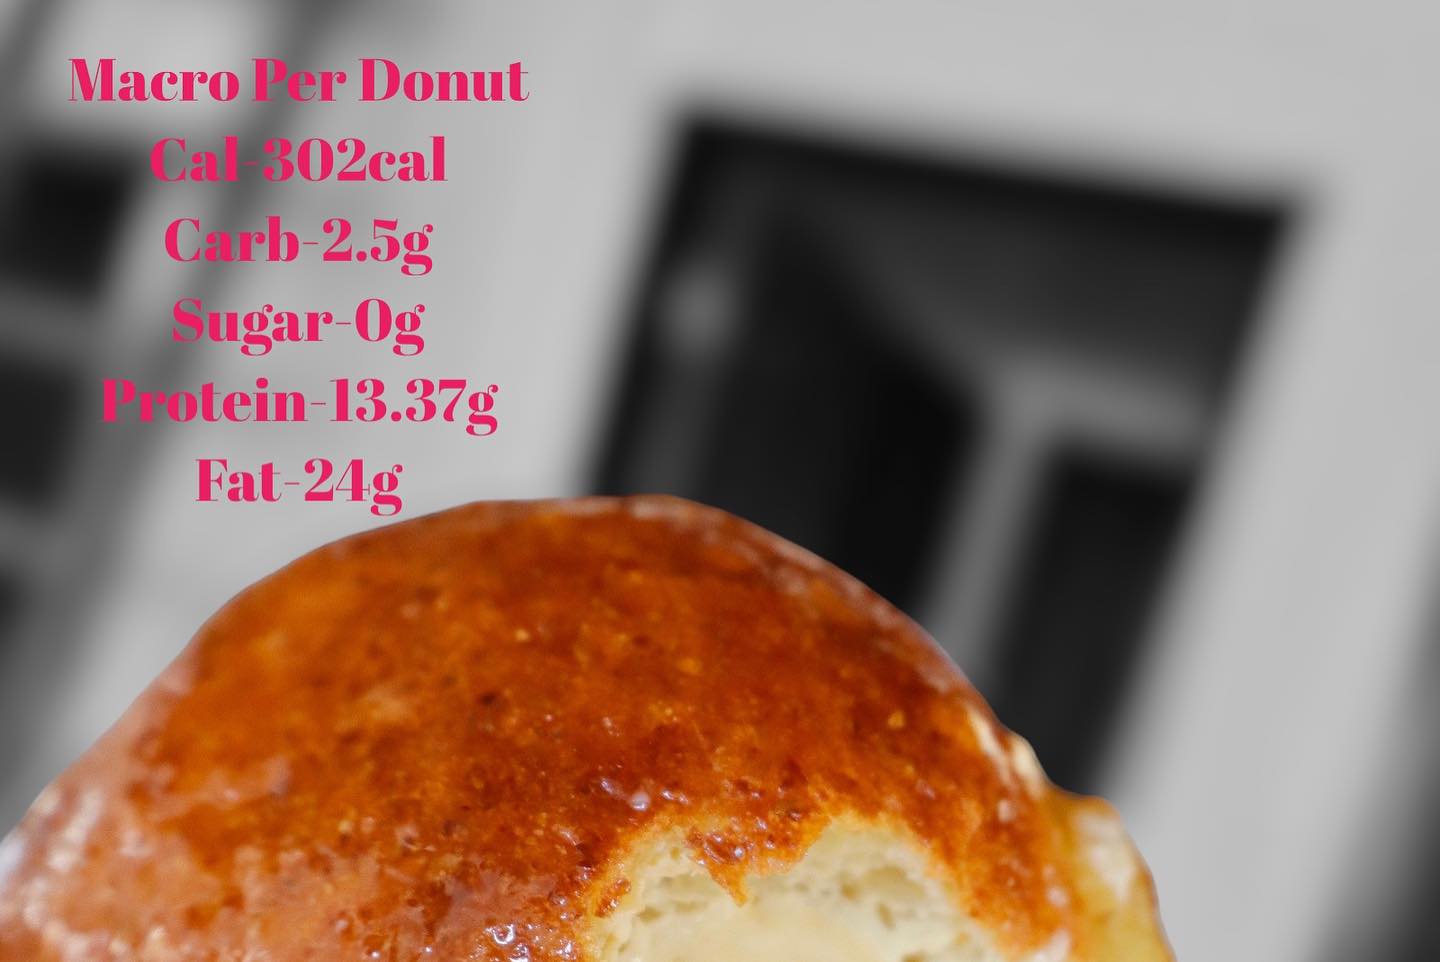 Macro Per Donut
Cal-302cal
Carb-2.5g
Sugar-0g
Protein-13.37g
Fat-24g